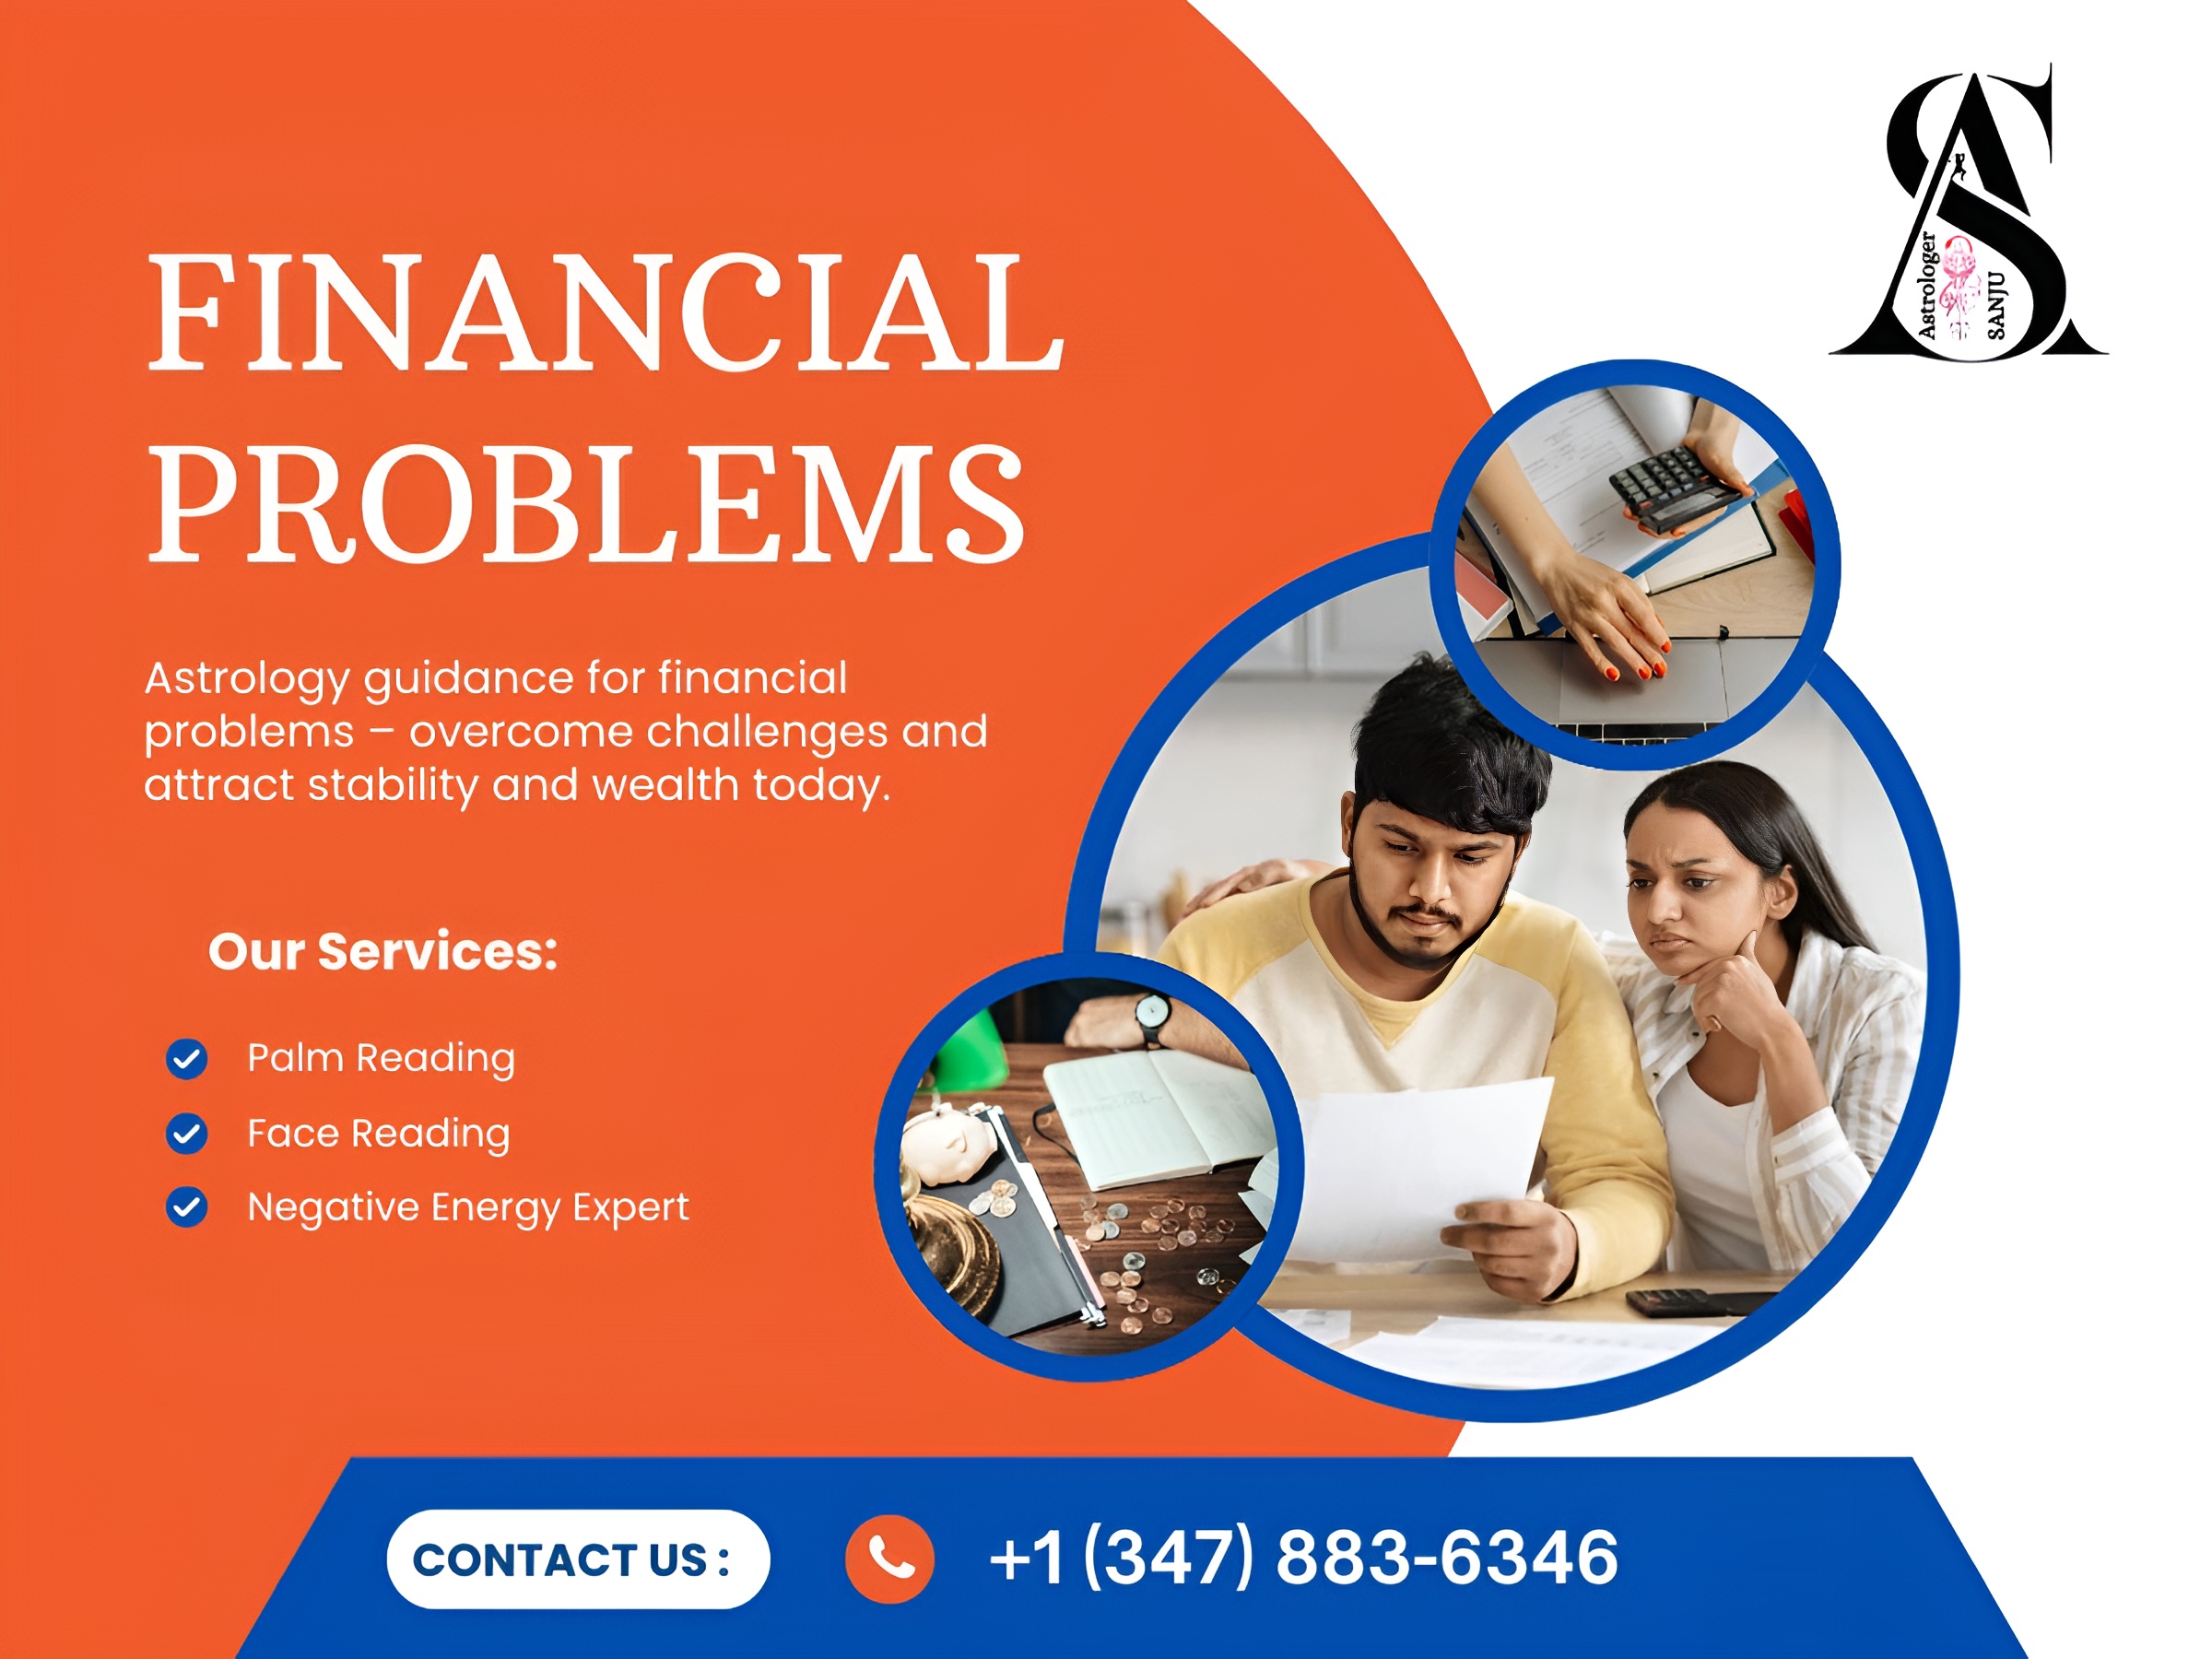 Astrologer
SANJU
FINANCIAL
PROBLEMS
Astrology guidance for financial
problems – overcome challenges and
attract stability and wealth today.
Our Services:
Palm Reading
Face Reading
Negative Energy Expert
CONTACT US :
+1 (347) 883-6346